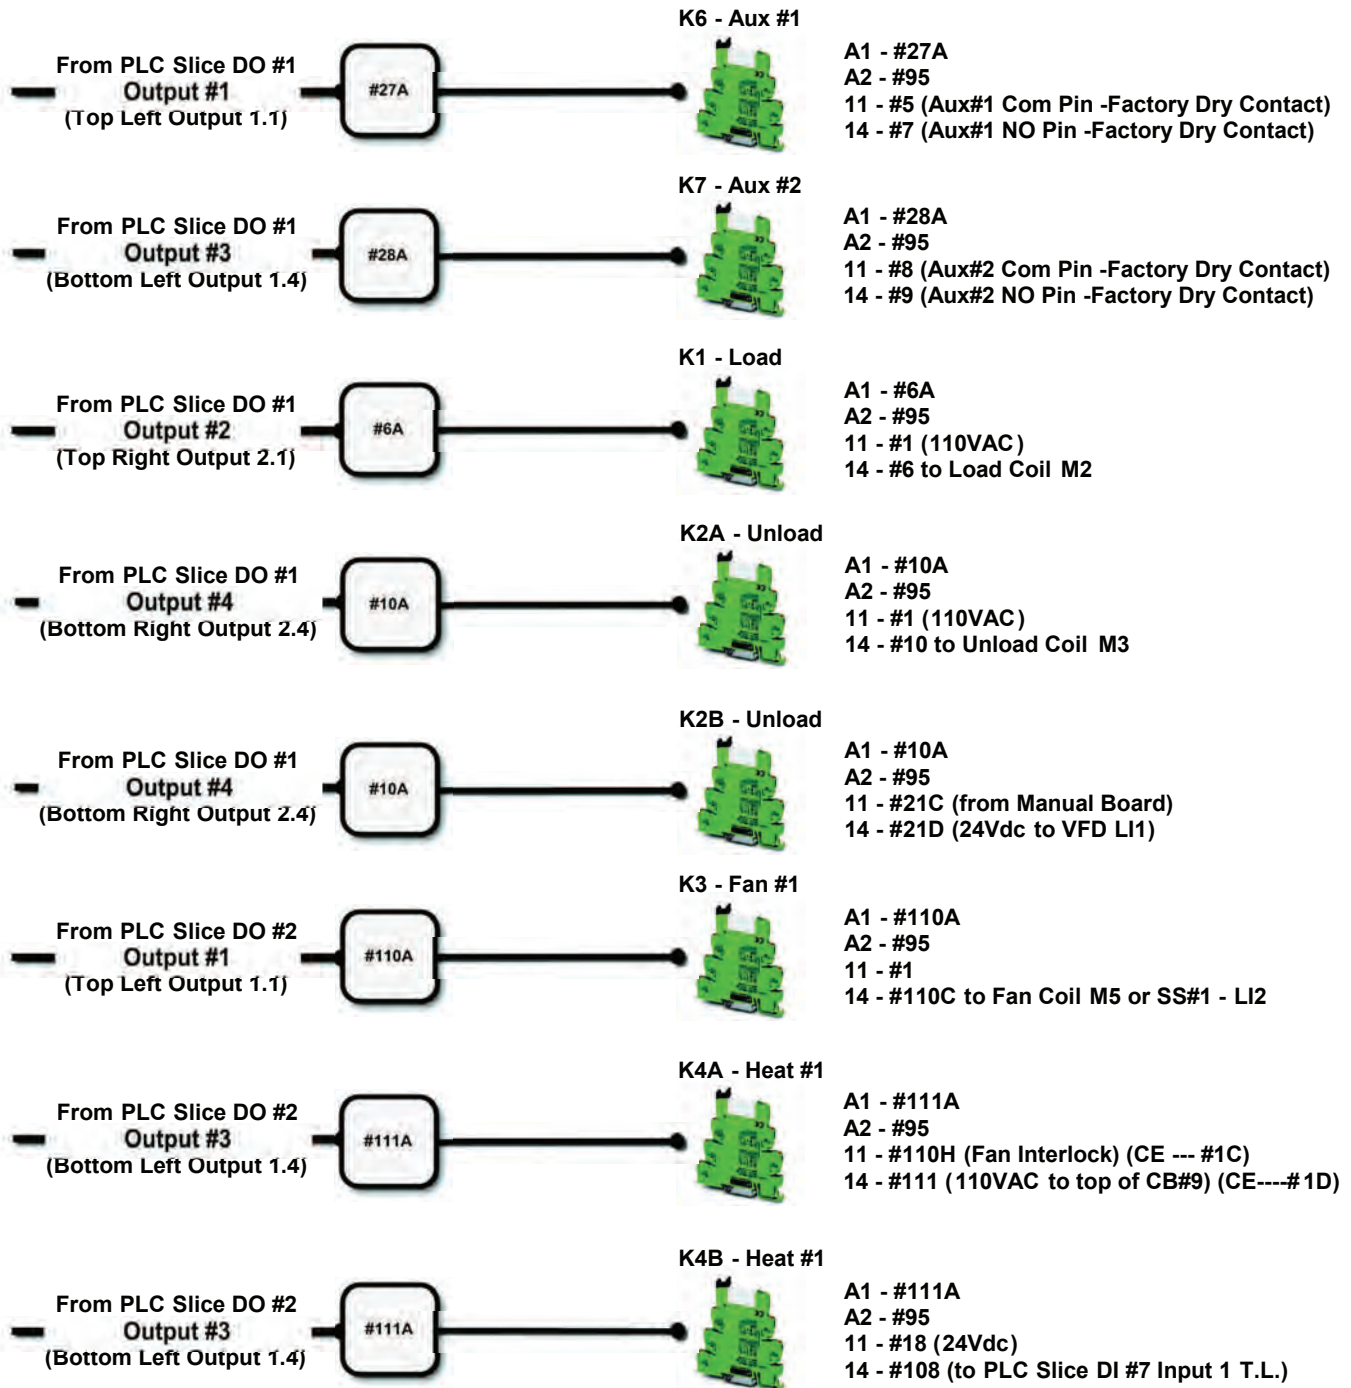 K6 - Aux #1
From PLC Slice DO #1
Output #1
(Top Left Output 1.1)
#27A
A1 - #27A
A2 - #95
11 - #5 (Aux#1 Com Pin -Factory Dry Contact)
14 - #7 (Aux#1 NO Pin -Factory Dry Contact)
K7 - Aux #2
From PLC Slice DO #1
Output #3
(Bottom Left Output 1.4)
#28A
A1 - #28A
A2 - #95
11 - #8 (Aux#2 Com Pin -Factory Dry Contact)
14 - #9 (Aux#2 NO Pin -Factory Dry Contact)
K1 - Load
From PLC Slice DO #1
Output #2
(Top Right Output 2.1)
#6A
A1 - #6A
A2 - #95
11 - #1 (110VAC)
14 - #6 to Load Coil M2
K2A - Unload
From PLC Slice DO #1
Output #4
(Bottom Right Output 2.4)
#10A
A1 - #10A
A2 - #95
11 - #1 (110VAC)
14 - #10 to Unload Coil M3
K2B - Unload
From PLC Slice DO #1
Output #4
(Bottom Right Output 2.4)
#10A
A1 - #10A
A2 - #95
11 - #21C (from Manual Board)
14 - #21D (24Vdc to VFD LI1)
K3 - Fan #1
From PLC Slice DO #2
Output #1
(Top Left Output 1.1)
#110A
A1 - #110A
A2 - #95
11 - #1
14 - #110C to Fan Coil M5 or SS#1 - LI2
K4A - Heat #1
From PLC Slice DO #2
Output #3
(Bottom Left Output 1.4)
#111A
A1 - #111A
A2 - #95
11 - #110H (Fan Interlock) (CE --- #1C)
14 - #111 (110VAC to top of CB#9) (CE----#1D)
K4B - Heat #1
From PLC Slice DO #2
Output #3
(Bottom Left Output 1.4)
#111A
A1 - #111A
A2 - #95
11 - #18 (24Vdc)
14 - #108 (to PLC Slice DI #7 Input 1 T.L.)